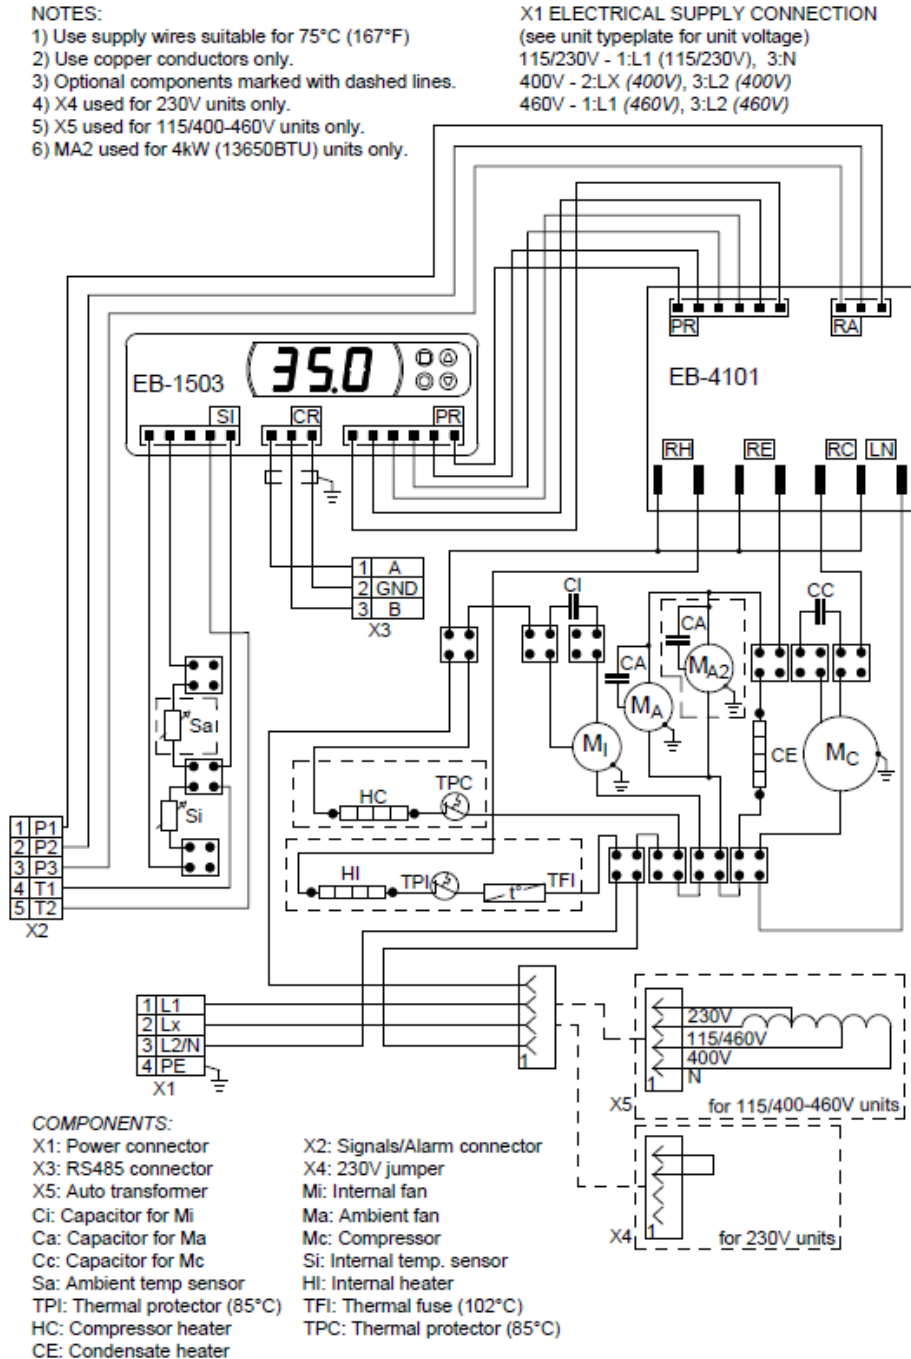 NOTES:
1) Use supply wires suitable for 75°C (167°F)
2) Use copper conductors only.
3) Optional components marked with dashed lines.
4) X4 used for 230V units only.
5) X5 used for 115/400-460V units only.
6) MA2 used for 4kW (13650BTU) units only.
X1 ELECTRICAL SUPPLY CONNECTION
(see unit typeplate for unit voltage)
115/230V - 1:L1 (115/230V), 3:N
400V - 2:LX (400V), 3:L2 (400V)
460V - 1:L1 (460V), 3:L2 (460V)
PR
RA
EB-4101
RH
RE
RC
LN
EB-1503
35.0
SI
CR
PR
1 A
2 GND
3 B
X3
CI
CC
CA
CA
MA2
MA
MI
CE
MC
Sa
Si
HC
TPC
HI
TPI
t°
TFI
1 P1
2 P2
3 P3
4 T1
5 T2
X2
1 L1
2 Lx
3 L2/N
4 PE
X1
1
230V
115/460V
400V
N
1
X5
for 115/400-460V units
1
X4
for 230V units
COMPONENTS:
X1: Power connector
X3: RS485 connector
X5: Auto transformer
Ci: Capacitor for Mi
Ca: Capacitor for Ma
Cc: Capacitor for Mc
Sa: Ambient temp sensor
TPI: Thermal protector (85°C)
HC: Compressor heater
CE: Condensate heater
X2: Signals/Alarm connector
X4: 230V jumper
Mi: Internal fan
Ma: Ambient fan
Mc: Compressor
Si: Internal temp. sensor
HI: Internal heater
TFI: Thermal fuse (102°C)
TPC: Thermal protector (85°C)